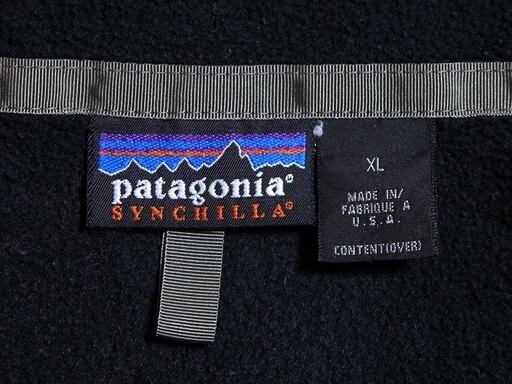 patagonia®
SYNCHILLA®
XL
MADE IN/
FABRIQUE A
U.S.A.
CONTENT(OVER)